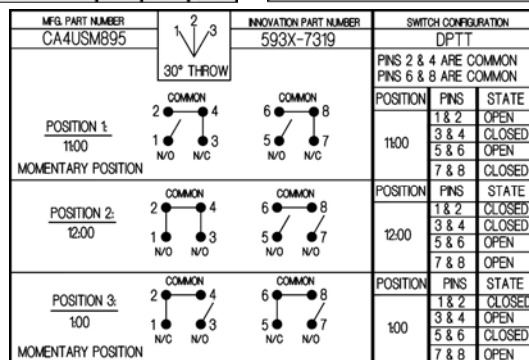 MFG. PART NUMBER
CA4USM895
1 2 3
30° THROW
INNOVATION PART NUMBER
593X-7319
SWITCH CONFIGURATION
DPTT
PINS 2 & 4 ARE COMMON
PINS 6 & 8 ARE COMMON
POSITION 1:
11:00
MOMENTARY POSITION
COMMON
2 4
1 3
N/O N/C
COMMON
6 8
5 7
N/O N/C
POSITION PINS STATE
11:00
1 & 2 OPEN
3 & 4 CLOSED
5 & 6 OPEN
7 & 8 CLOSED
POSITION 2:
12:00
COMMON
2 4
1 3
N/O N/O
COMMON
6 8
5 7
N/O N/O
POSITION PINS STATE
12:00
1 & 2 CLOSED
3 & 4 CLOSED
5 & 6 OPEN
7 & 8 OPEN
POSITION 3:
1:00
MOMENTARY POSITION
COMMON
2 4
1 3
N/C N/O
COMMON
6 8
5 7
N/C N/O
POSITION PINS STATE
1:00
1 & 2 CLOSED
3 & 4 OPEN
5 & 6 CLOSED
7 & 8 OPEN